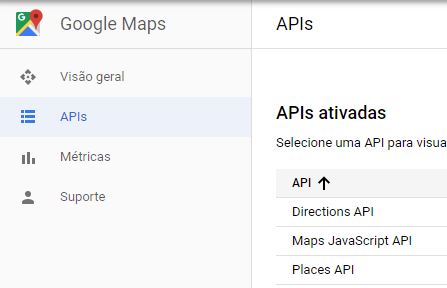 Google Maps
APIs
Visão geral
APIs
Métricas
Suporte
APIs ativadas
Selecione uma API para visua
API
Directions API
Maps JavaScript API
Places API